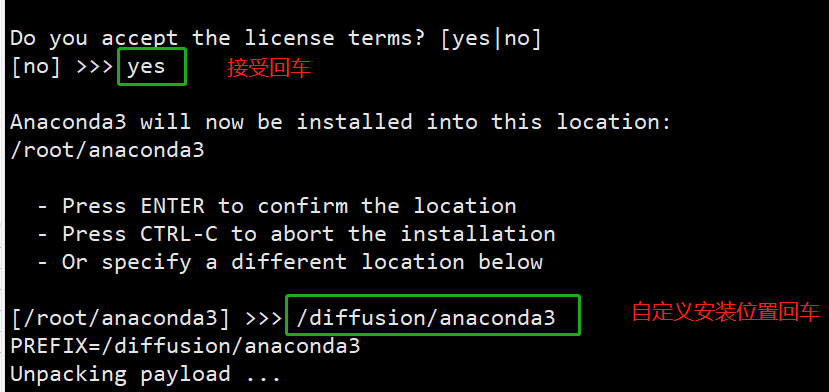 Do you accept the license terms? [yes|no]
[no] >>> yes 接受回车
Anaconda3 will now be installed into this location:
/root/anaconda3
- Press ENTER to confirm the location
- Press CTRL-C to abort the installation
- Or specify a different location below
[/root/anaconda3] >>> /diffusion/anaconda3 自定义安装位置回车
PREFIX=/diffusion/anaconda3
Unpacking payload ...